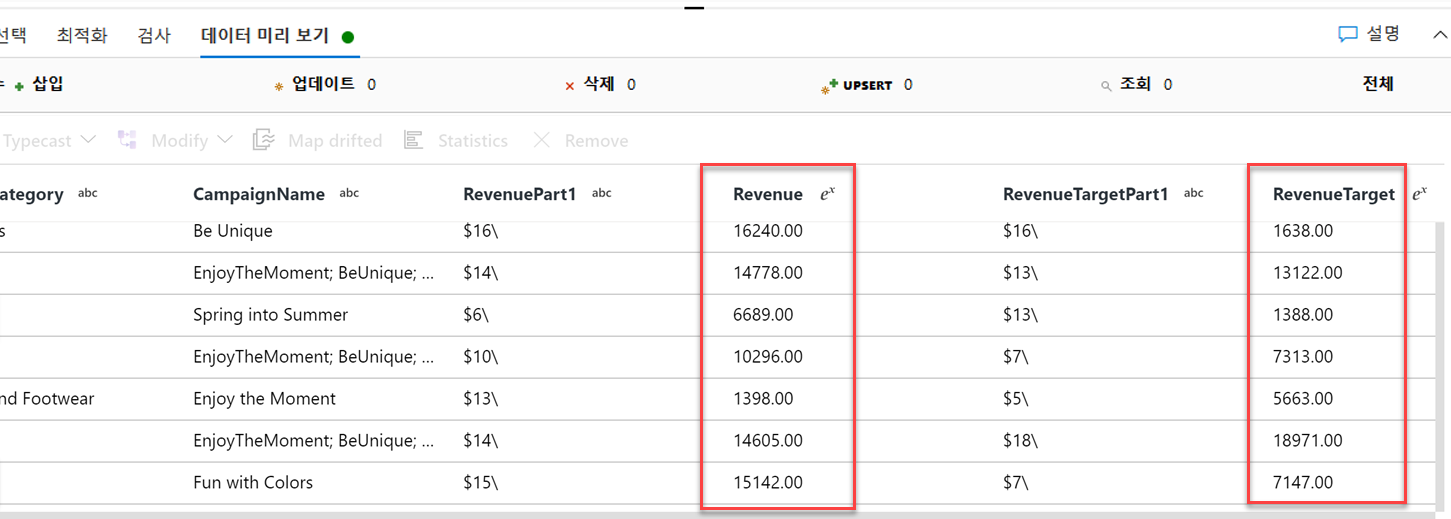 선택 최적화 검사 데이터 미리 보기 설명
삽입 업데이트 0 삭제 0 UPSERT 0 조회 0 전체
Typecast Modify Map drifted Statistics Remove
ategory abc CampaignName abc RevenuePart1 abc Revenue eˣ RevenueTargetPart1 abc RevenueTarget eˣ
s Be Unique $16\ 16240.00 $16\ 1638.00
EnjoyTheMoment; BeUnique; ... $14\ 14778.00 $13\ 13122.00
Spring into Summer $6\ 6689.00 $13\ 1388.00
EnjoyTheMoment; BeUnique; ... $10\ 10296.00 $7\ 7313.00
nd Footwear Enjoy the Moment $13\ 1398.00 $5\ 5663.00
EnjoyTheMoment; BeUnique; ... $14\ 14605.00 $18\ 18971.00
Fun with Colors $15\ 15142.00 $7\ 7147.00